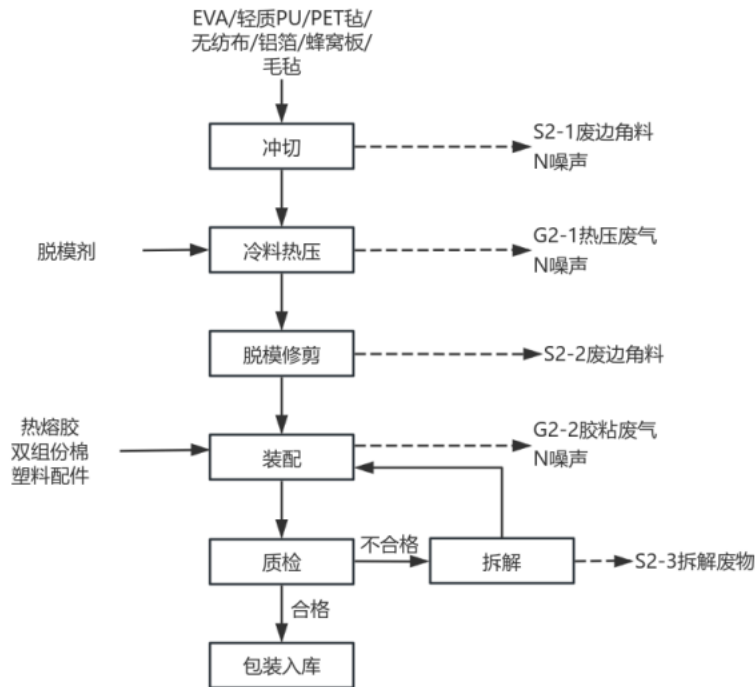 EVA/轻质PU/PET毡/
无纺布/铝箔/蜂窝板/
毛毡
冲切
S2-1废边角料
N噪声
脱模剂
冷料热压
G2-1热压废气
N噪声
脱模修剪
S2-2废边角料
热熔胶
双组份棉
塑料配件
装配
G2-2胶粘废气
N噪声
质检
不合格
拆解
S2-3拆解废物
合格
包装入库